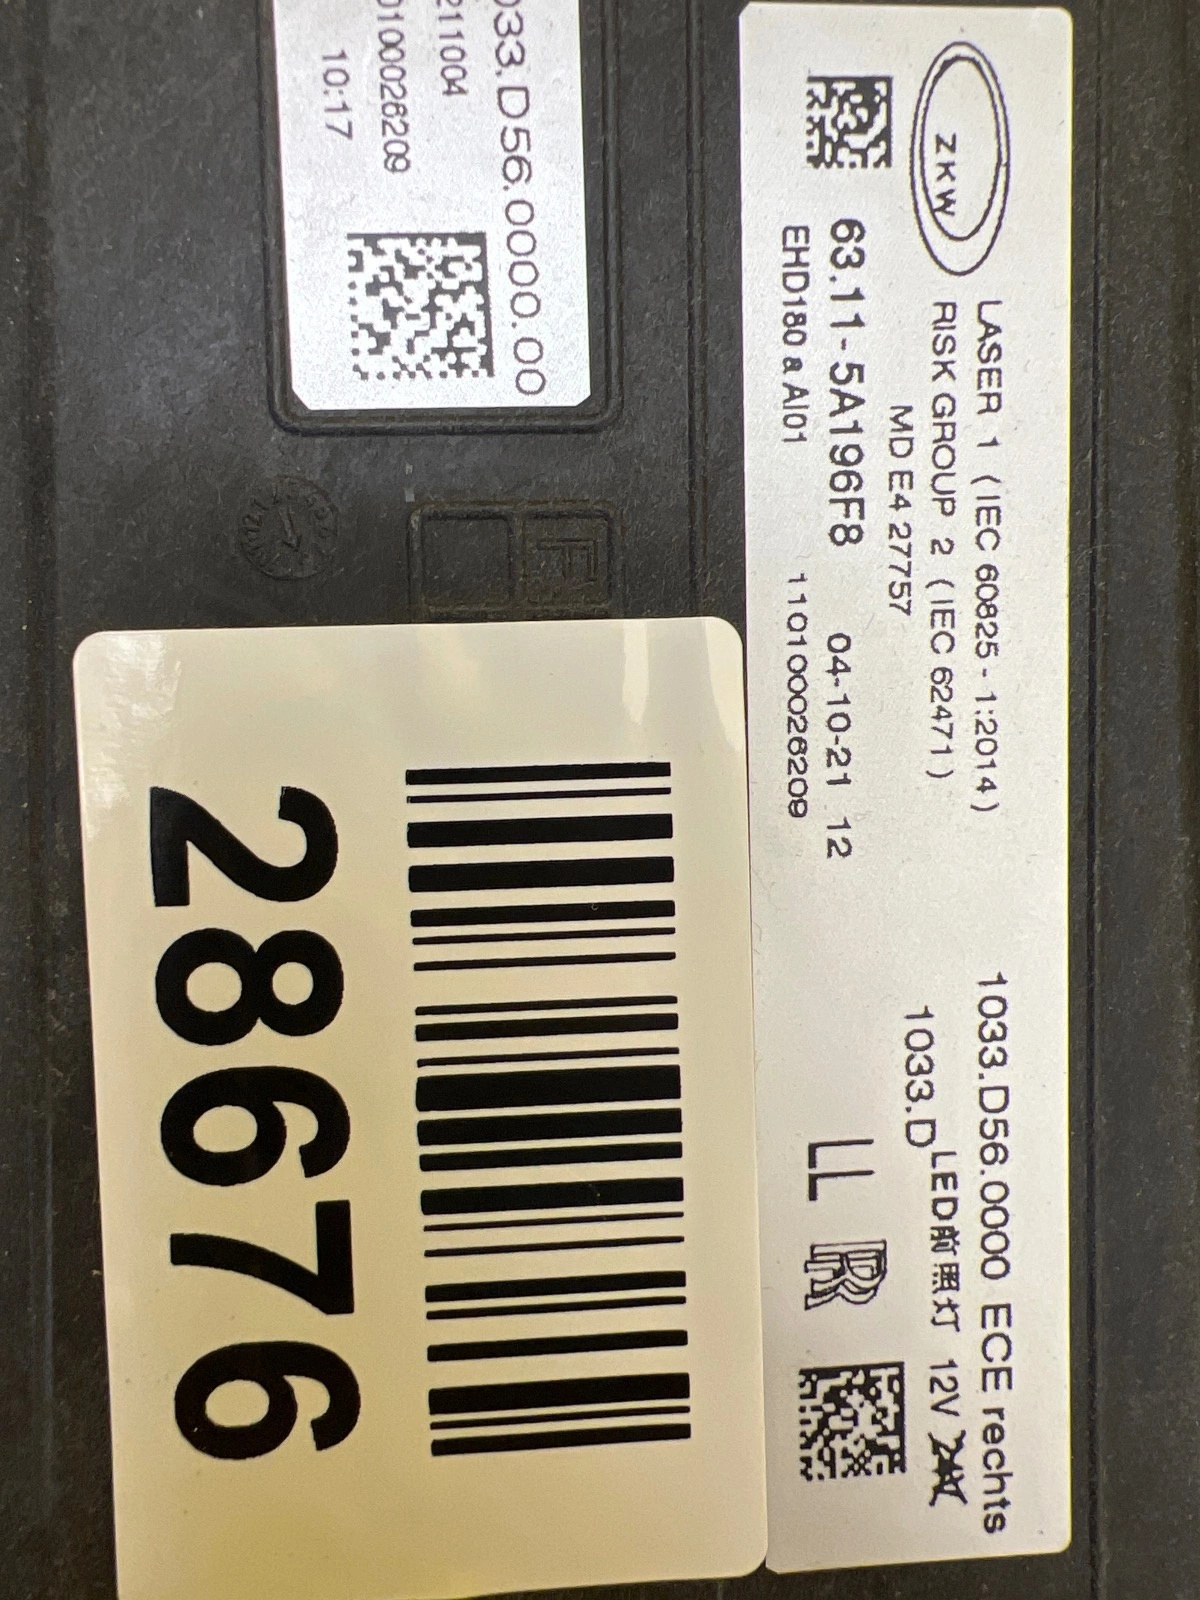 ZKW
LASER 1 (IEC 60825-1:2014)
RISK GROUP 2 (IEC 62471)
MD E4 27757
63.11-5A196F8 04-10-21 12
EHD180 a AI01 110100026209
1033.D56.0000 ECE rechts
LED前照灯 12V
1033.D
LL R
033.D56.0000.00
211004
0100026209
10:17
F
28676